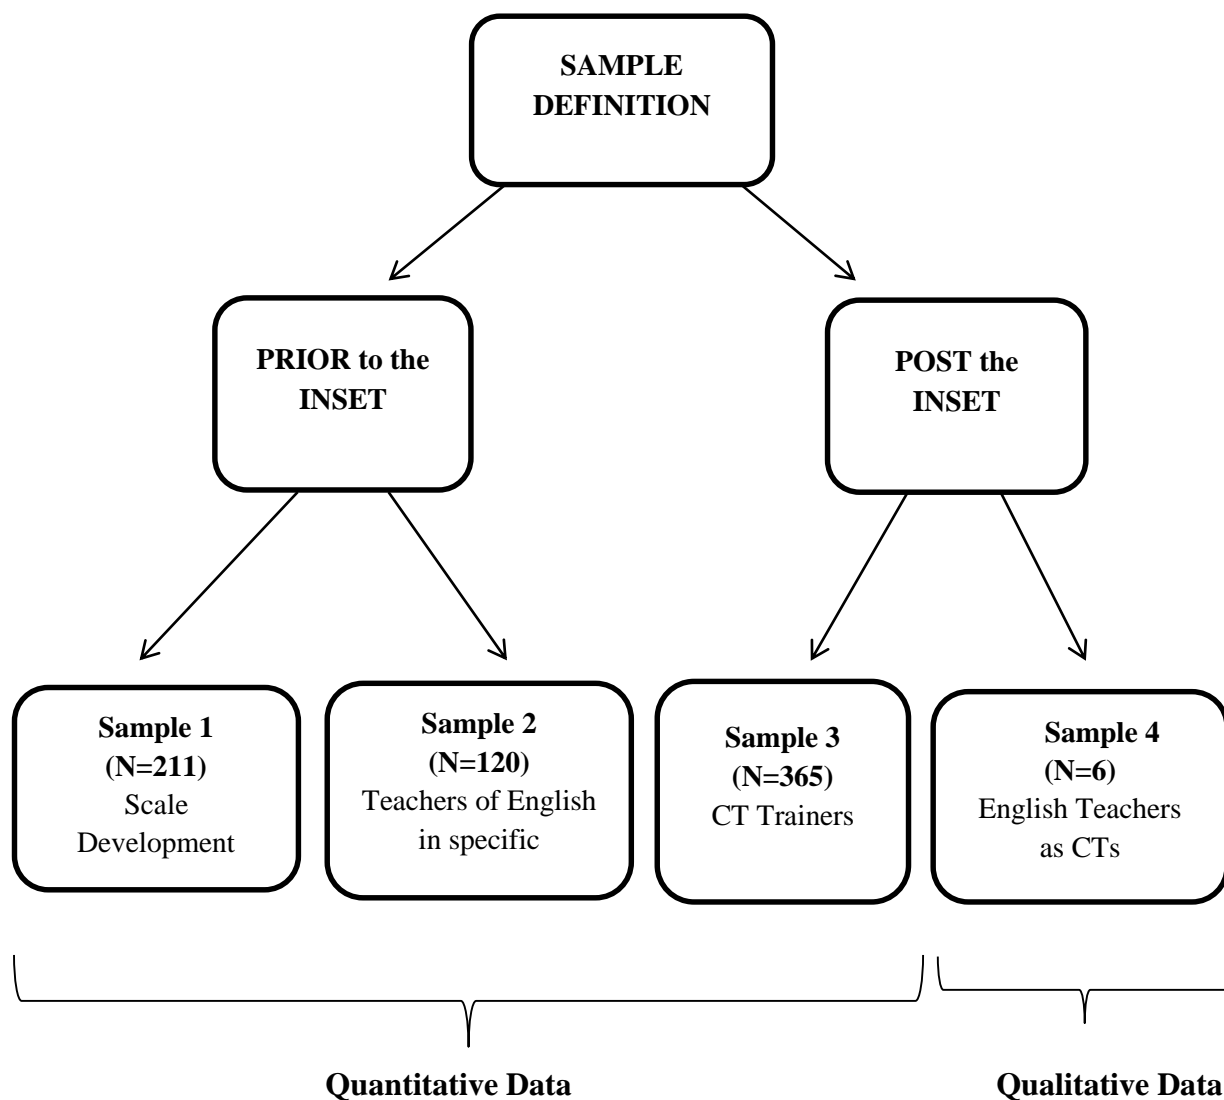 SAMPLE
DEFINITION
PRIOR to the
INSET
POST the
INSET
Sample 1
(N=211)
Scale
Development
Sample 2
(N=120)
Teachers of English
in specific
Sample 3
(N=365)
CT Trainers
Sample 4
(N=6)
English Teachers
as CTs
Quantitative Data
Qualitative Data